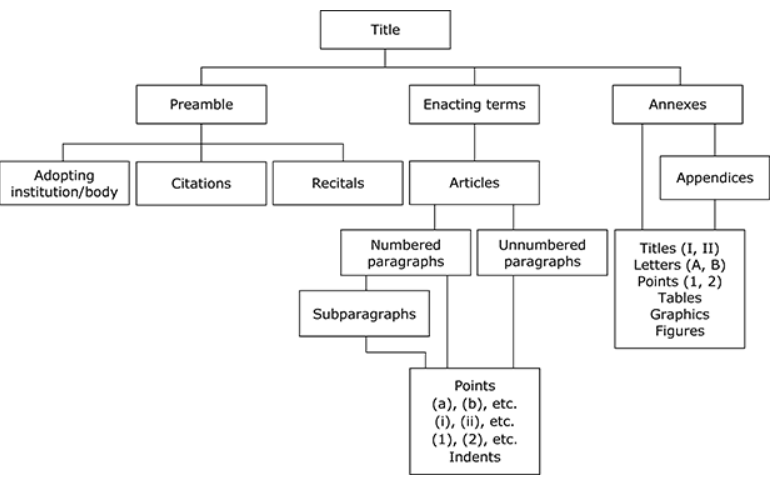 Title
Preamble
Enacting terms
Annexes
Adopting
institution/body
Citations
Recitals
Articles
Appendices
Numbered
paragraphs
Unnumbered
paragraphs
Titles (I, II)
Letters (A, B)
Points (1, 2)
Tables
Graphics
Figures
Subparagraphs
Points
(a), (b), etc.
(i), (ii), etc.
(1), (2), etc.
Indents